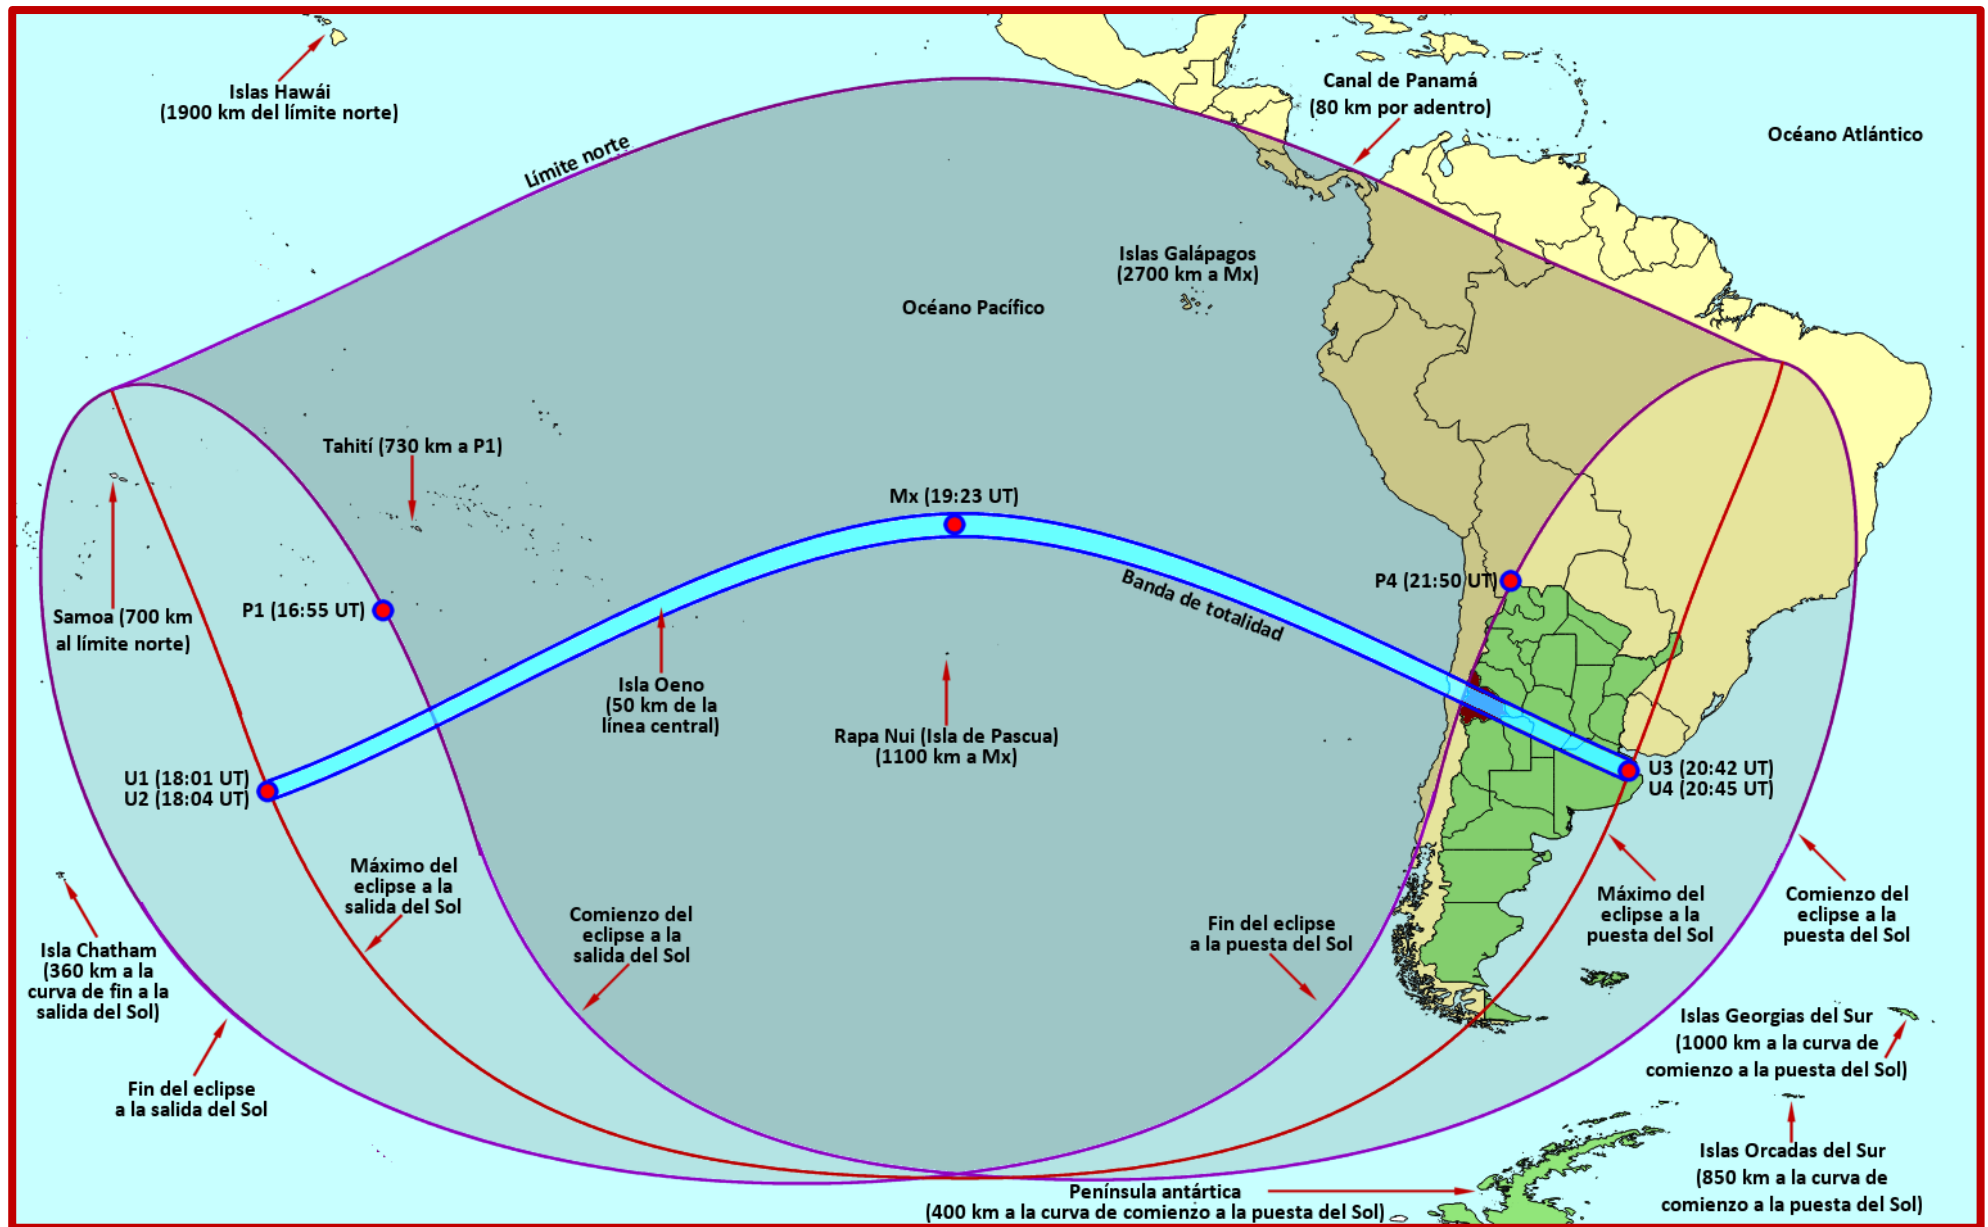 Islas Hawái
(1900 km del límite norte)
Límite norte
Canal de Panamá
(80 km por adentro)
Océano Atlántico
Islas Galápagos
(2700 km a Mx)
Océano Pacífico
Tahití (730 km a P1)
Mx (19:23 UT)
Banda de totalidad
P4 (21:50 UT)
P1 (16:55 UT)
Samoa (700 km
al límite norte)
Isla Oeno
(50 km de la
línea central)
Rapa Nui (Isla de Pascua)
(1100 km a Mx)
U1 (18:01 UT)
U2 (18:04 UT)
U3 (20:42 UT)
U4 (20:45 UT)
Máximo del
eclipse a la
salida del Sol
Comienzo del
eclipse a la
salida del Sol
Fin del eclipse
a la puesta del Sol
Máximo del
eclipse a la
puesta del Sol
Comienzo del
eclipse a la
puesta del Sol
Isla Chatham
(360 km a la
curva de fin a la
salida del Sol)
Fin del eclipse
a la salida del Sol
Islas Georgias del Sur
(1000 km a la curva de
comienzo a la puesta del Sol)
Islas Orcadas del Sur
(850 km a la curva de
comienzo a la puesta del Sol)
Península antártica
(400 km a la curva de comienzo a la puesta del Sol)